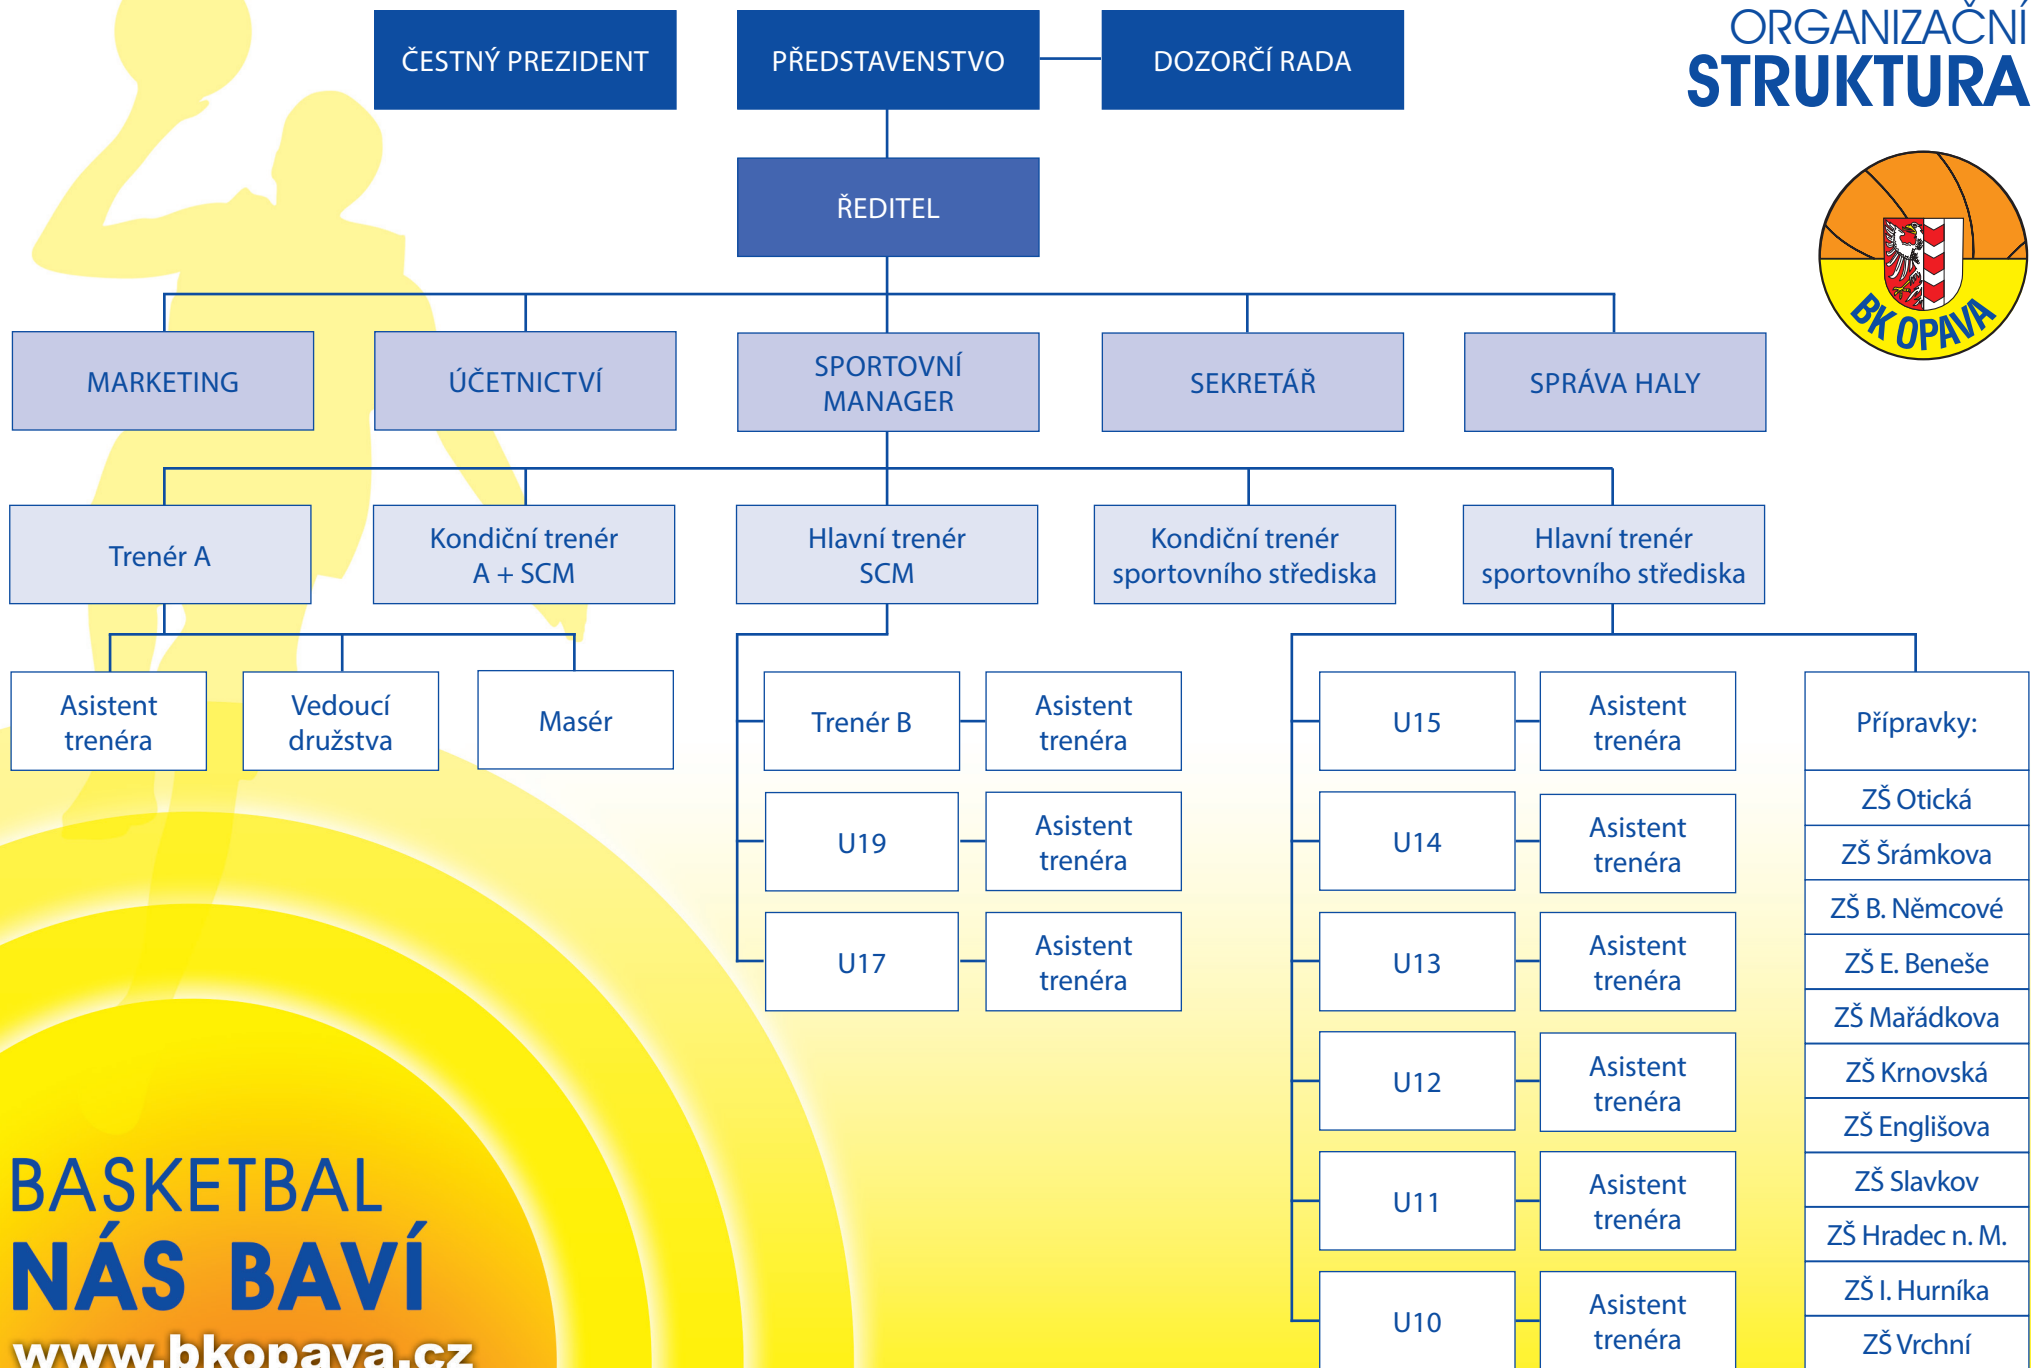 ORGANIZAČNÍ
STRUKTURA
ČESTNÝ PREZIDENT
PŘEDSTAVENSTVO
DOZORČÍ RADA
ŘEDITEL
BK OPAVA
MARKETING
ÚČETNICTVÍ
SPORTOVNÍ
MANAGER
SEKRETÁŘ
SPRÁVA HALY
Trenér A
Kondiční trenér
A + SCM
Hlavní trenér
SCM
Kondiční trenér
sportovního střediska
Hlavní trenér
sportovního střediska
Asistent
trenéra
Vedoucí
družstva
Masér
Trenér B
Asistent
trenéra
U19
Asistent
trenéra
U17
Asistent
trenéra
U15
Asistent
trenéra
U14
Asistent
trenéra
U13
Asistent
trenéra
U12
Asistent
trenéra
U11
Asistent
trenéra
U10
Asistent
trenéra
Přípravky:
ZŠ Otická
ZŠ Šrámkova
ZŠ B. Němcové
ZŠ E. Beneše
ZŠ Mařádkova
ZŠ Krnovská
ZŠ Englišova
ZŠ Slavkov
ZŠ Hradec n. M.
ZŠ I. Hurníka
ZŠ Vrchní
BASKETBAL
NÁS BAVÍ
www.bkopava.cz